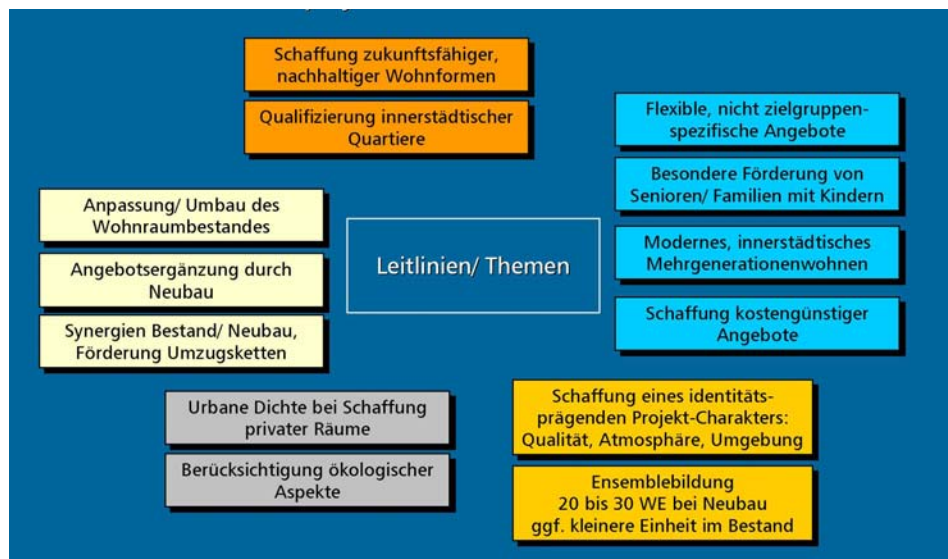 Schaffung zukunftsfähiger,
nachhaltiger Wohnformen
Qualifizierung innerstädtischer
Quartiere
Flexible, nicht zielgruppen-
spezifische Angebote
Besondere Förderung von
Senioren/ Familien mit Kindern
Modernes, innerstädtisches
Mehrgenerationenwohnen
Schaffung kostengünstiger
Angebote
Anpassung/ Umbau des
Wohnraumbestandes
Angebotsergänzung durch
Neubau
Synergien Bestand/ Neubau,
Förderung Umzugsketten
Leitlinien/ Themen
Urbane Dichte bei Schaffung
privater Räume
Berücksichtigung ökologischer
Aspekte
Schaffung eines identitäts-
prägenden Projekt-Charakters:
Qualität, Atmosphäre, Umgebung
Ensemblebildung
20 bis 30 WE bei Neubau
ggf. kleinere Einheit im Bestand